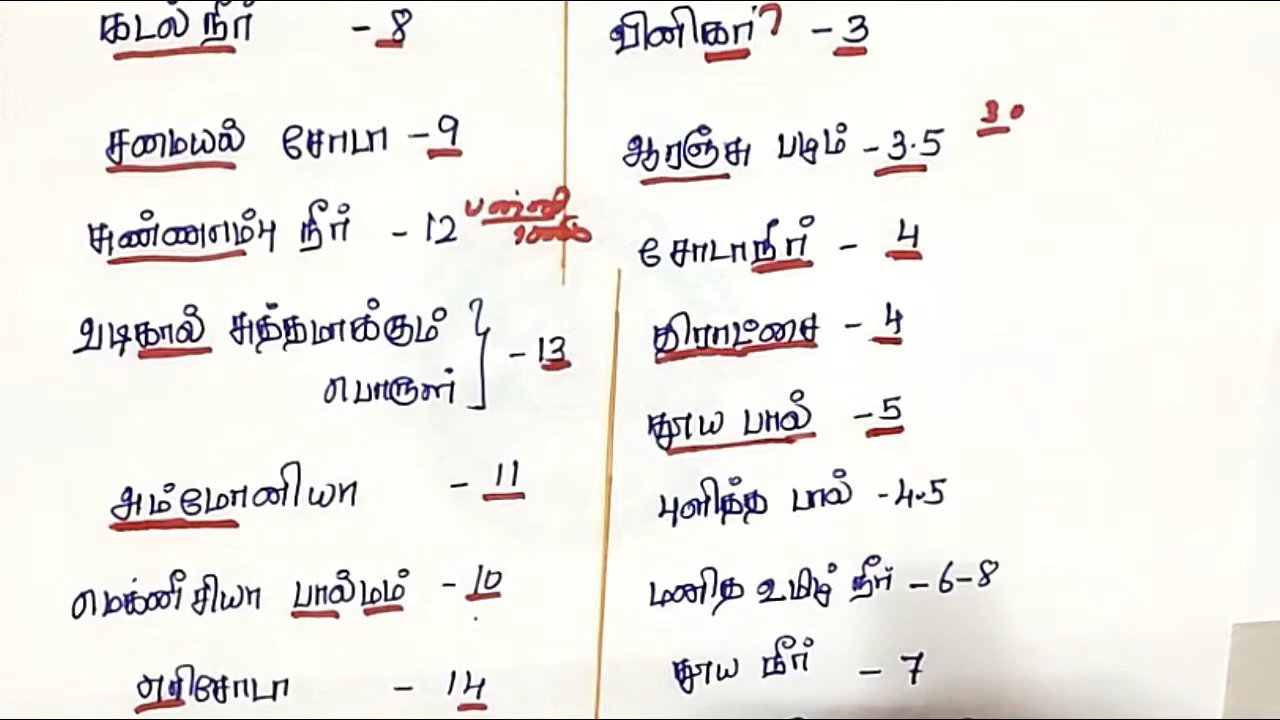 கடல் நீர் - 8
சமையல் சோடா - 9
சுண்ணாம்பு நீர் - 12
வடிகால் சுத்தமாக்கும்
பொருள் } - 13
அம்மோனியா - 11
மெக்னீசியா பால்மம் - 10
எரிசோடா - 14
வினிகர்? - 3
ஆரஞ்சு பழம் - 3.5
30
சோடாநீர் - 4
திராட்சை - 4
தூய பால் - 5
புளித்த பால் - 4.5
மனித உமிழ் நீர் - 6-8
தூய நீர் - 7